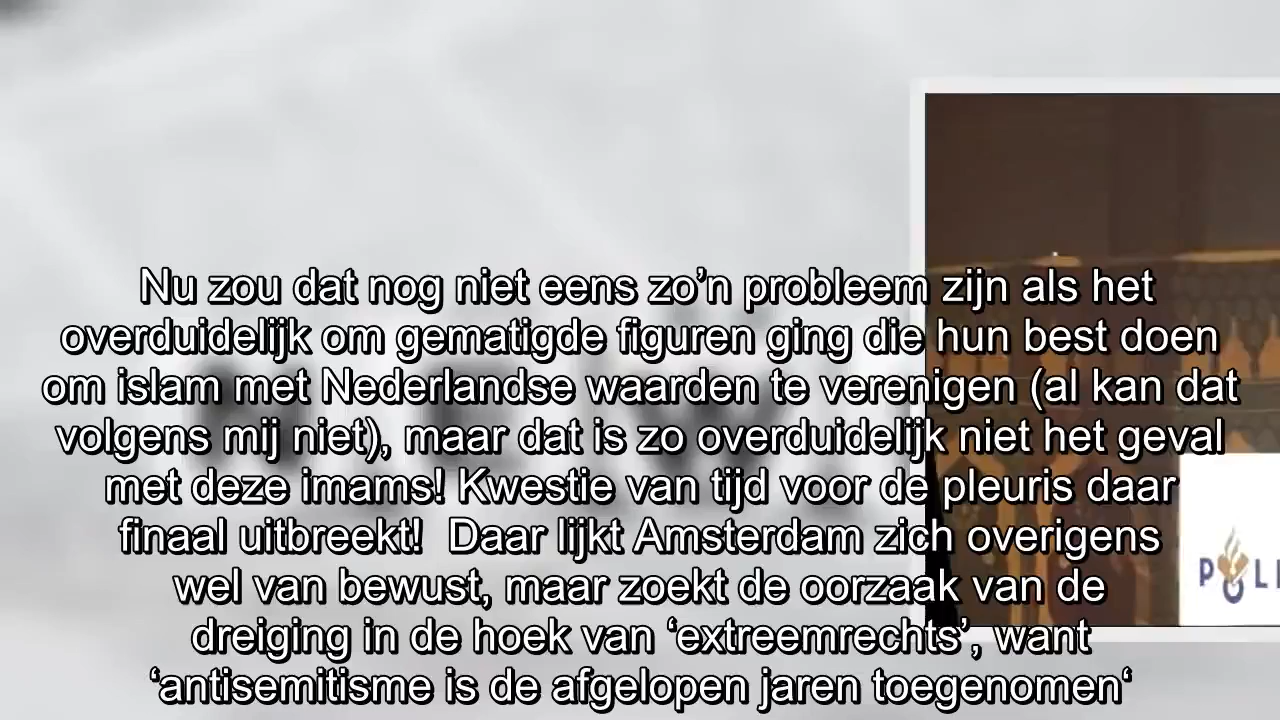 Nu zou dat nog niet eens zo’n probleem zijn als het
overduidelijk om gematigde figuren ging die hun best doen
om islam met Nederlandse waarden te verenigen (al kan dat
volgens mij niet), maar dat is zo overduidelijk niet het geval
met deze imams! Kwestie van tijd voor de pleuris daar
finaal uitbreekt!  Daar lijkt Amsterdam zich overigens
wel van bewust, maar zoekt de oorzaak van de
dreiging in de hoek van ‘extreemrechts’, want
‘antisemitisme is de afgelopen jaren toegenomen‘
POLI